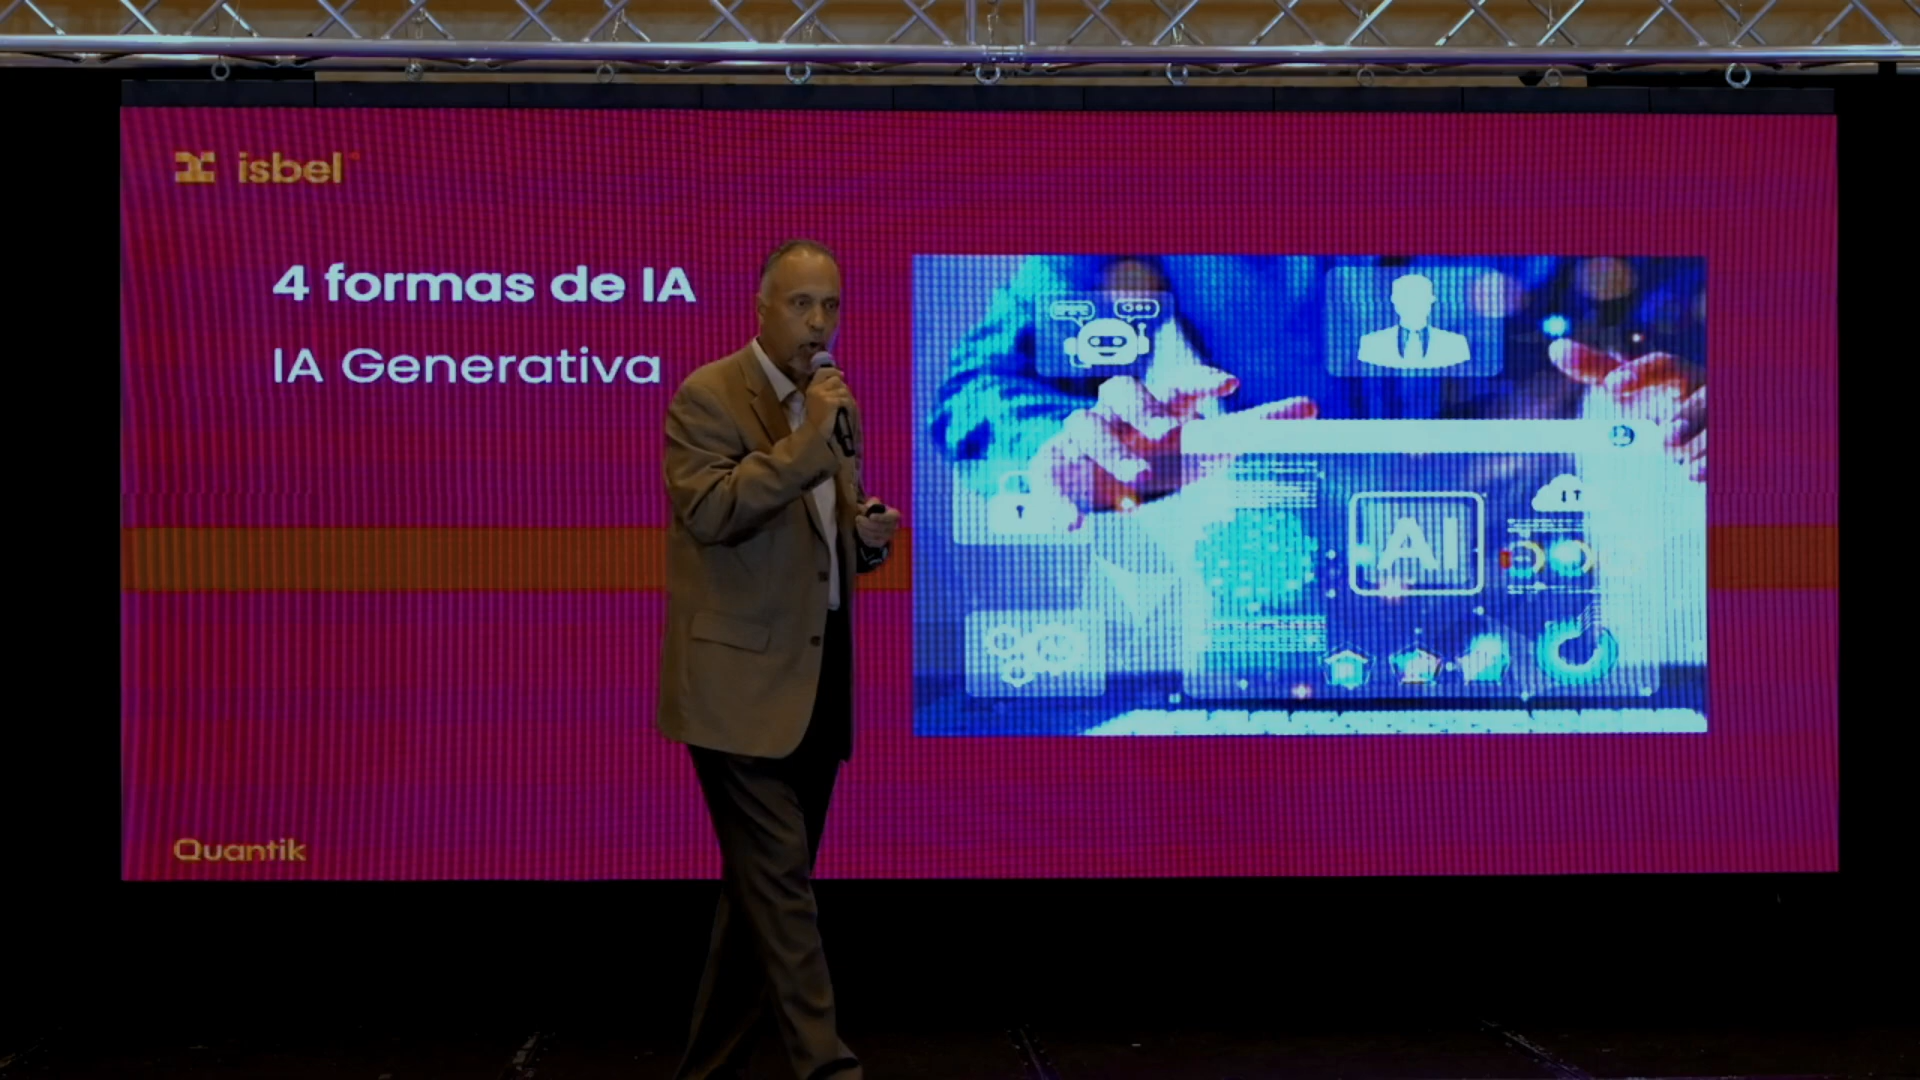 isbel
4 formas de IA
IA Generativa
AI
Quantik